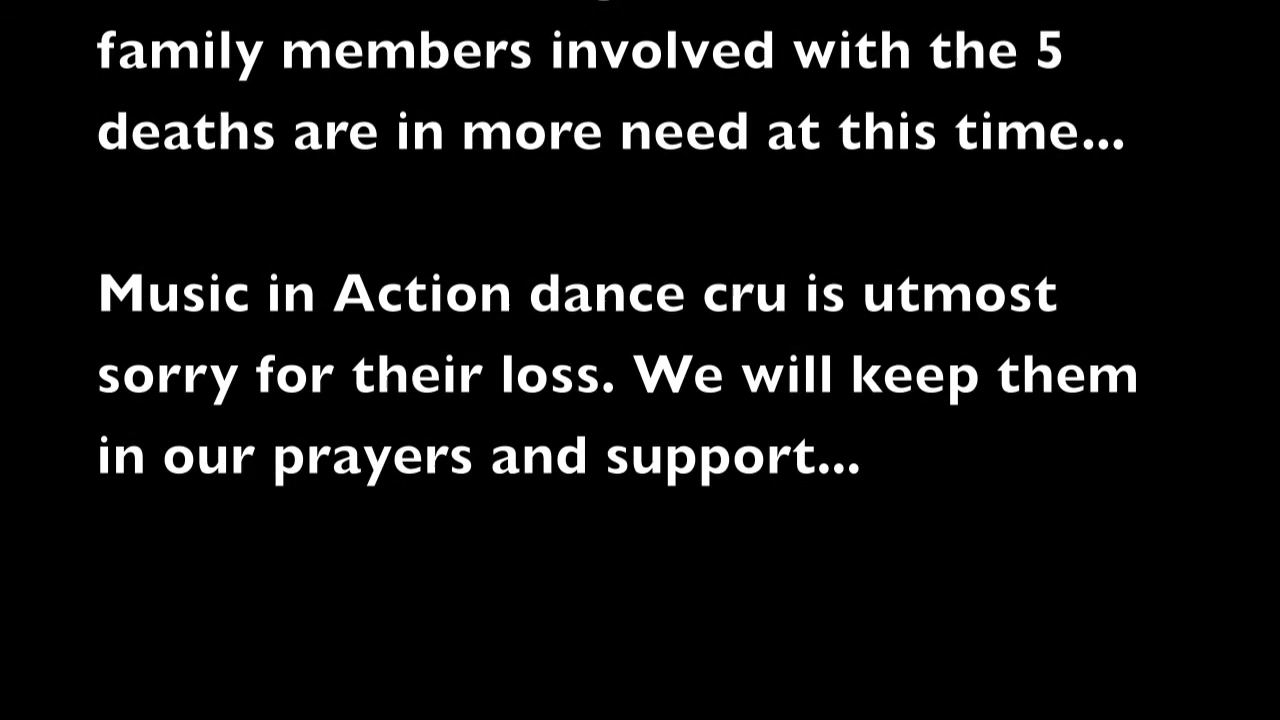 family members involved with the 5
deaths are in more need at this time...
Music in Action dance cru is utmost
sorry for their loss. We will keep them
in our prayers and support...